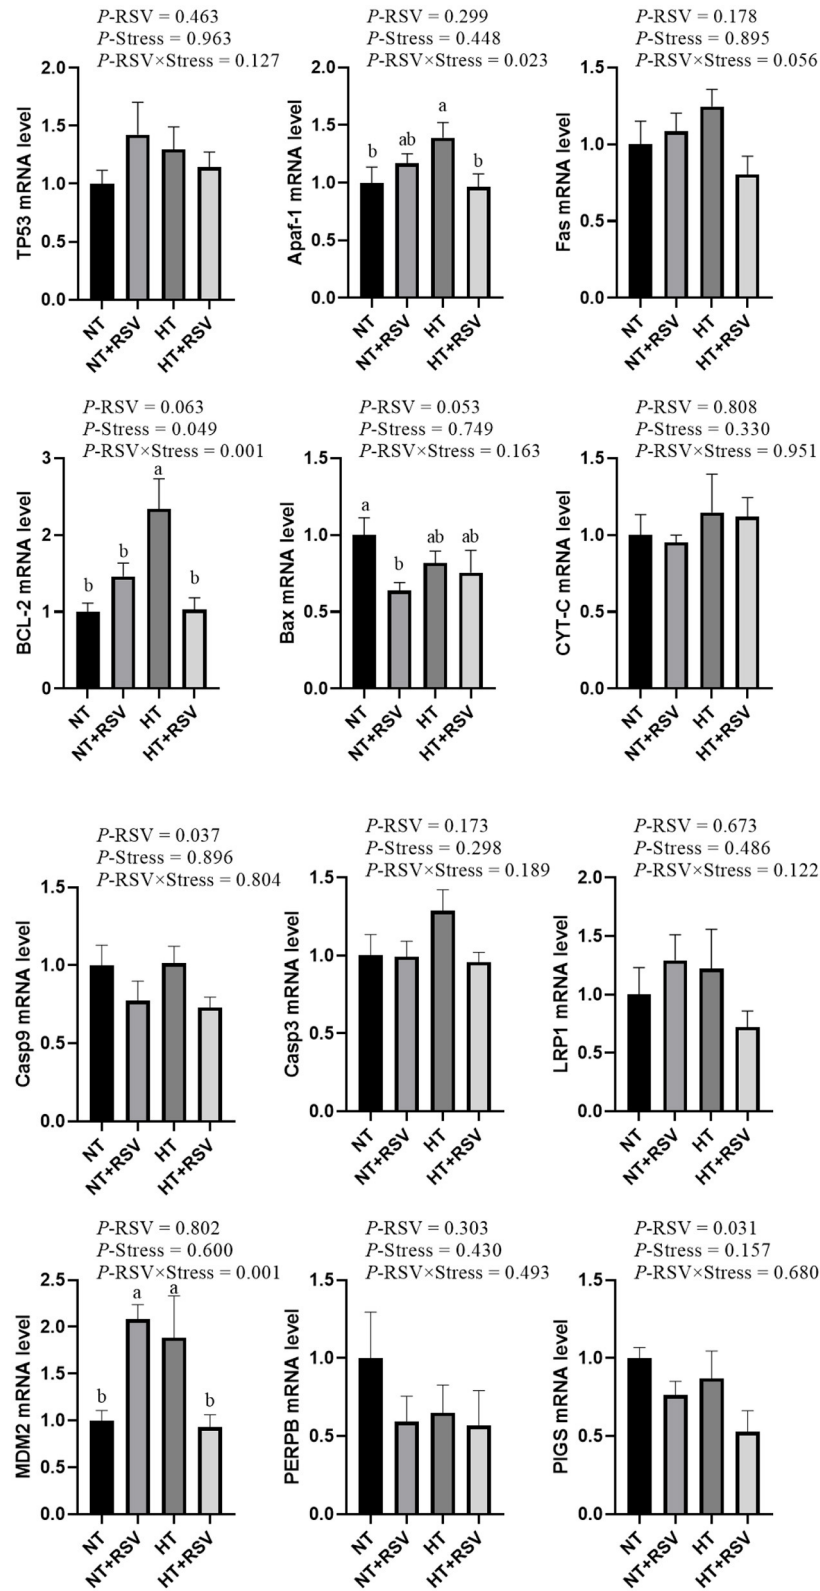 P-RSV = 0.463
P-Stress = 0.963
P-RSV×Stress = 0.127
TP53 mRNA level
2.0
1.5
1.0
0.5
0.0
NT
NT+RSV
HT
HT+RSV
P-RSV = 0.299
P-Stress = 0.448
P-RSV×Stress = 0.023
Apaf-1 mRNA level
2.0
1.5
1.0
0.5
0.0
b
ab
a
b
NT
NT+RSV
HT
HT+RSV
P-RSV = 0.178
P-Stress = 0.895
P-RSV×Stress = 0.056
Fas mRNA level
1.5
1.0
0.5
0.0
NT
NT+RSV
HT
HT+RSV
P-RSV = 0.063
P-Stress = 0.049
P-RSV×Stress = 0.001
BCL-2 mRNA level
3
2
1
0
b
b
a
b
NT
NT+RSV
HT
HT+RSV
P-RSV = 0.053
P-Stress = 0.749
P-RSV×Stress = 0.163
Bax mRNA level
1.5
1.0
0.5
0.0
a
b
ab
ab
NT
NT+RSV
HT
HT+RSV
P-RSV = 0.808
P-Stress = 0.330
P-RSV×Stress = 0.951
CYT-C mRNA level
1.5
1.0
0.5
0.0
NT
NT+RSV
HT
HT+RSV
P-RSV = 0.037
P-Stress = 0.896
P-RSV×Stress = 0.804
Casp9 mRNA level
1.5
1.0
0.5
0.0
NT
NT+RSV
HT
HT+RSV
P-RSV = 0.173
P-Stress = 0.298
P-RSV×Stress = 0.189
Casp3 mRNA level
1.5
1.0
0.5
0.0
NT
NT+RSV
HT
HT+RSV
P-RSV = 0.673
P-Stress = 0.486
P-RSV×Stress = 0.122
LRP1 mRNA level
2.0
1.5
1.0
0.5
0.0
NT
NT+RSV
HT
HT+RSV
P-RSV = 0.802
P-Stress = 0.600
P-RSV×Stress = 0.001
MDM2 mRNA level
2.5
2.0
1.5
1.0
0.5
0.0
b
a
a
b
NT
NT+RSV
HT
HT+RSV
P-RSV = 0.303
P-Stress = 0.430
P-RSV×Stress = 0.493
PERPB mRNA level
1.5
1.0
0.5
0.0
NT
NT+RSV
HT
HT+RSV
P-RSV = 0.031
P-Stress = 0.157
P-RSV×Stress = 0.680
PIGS mRNA level
1.5
1.0
0.5
0.0
NT
NT+RSV
HT
HT+RSV